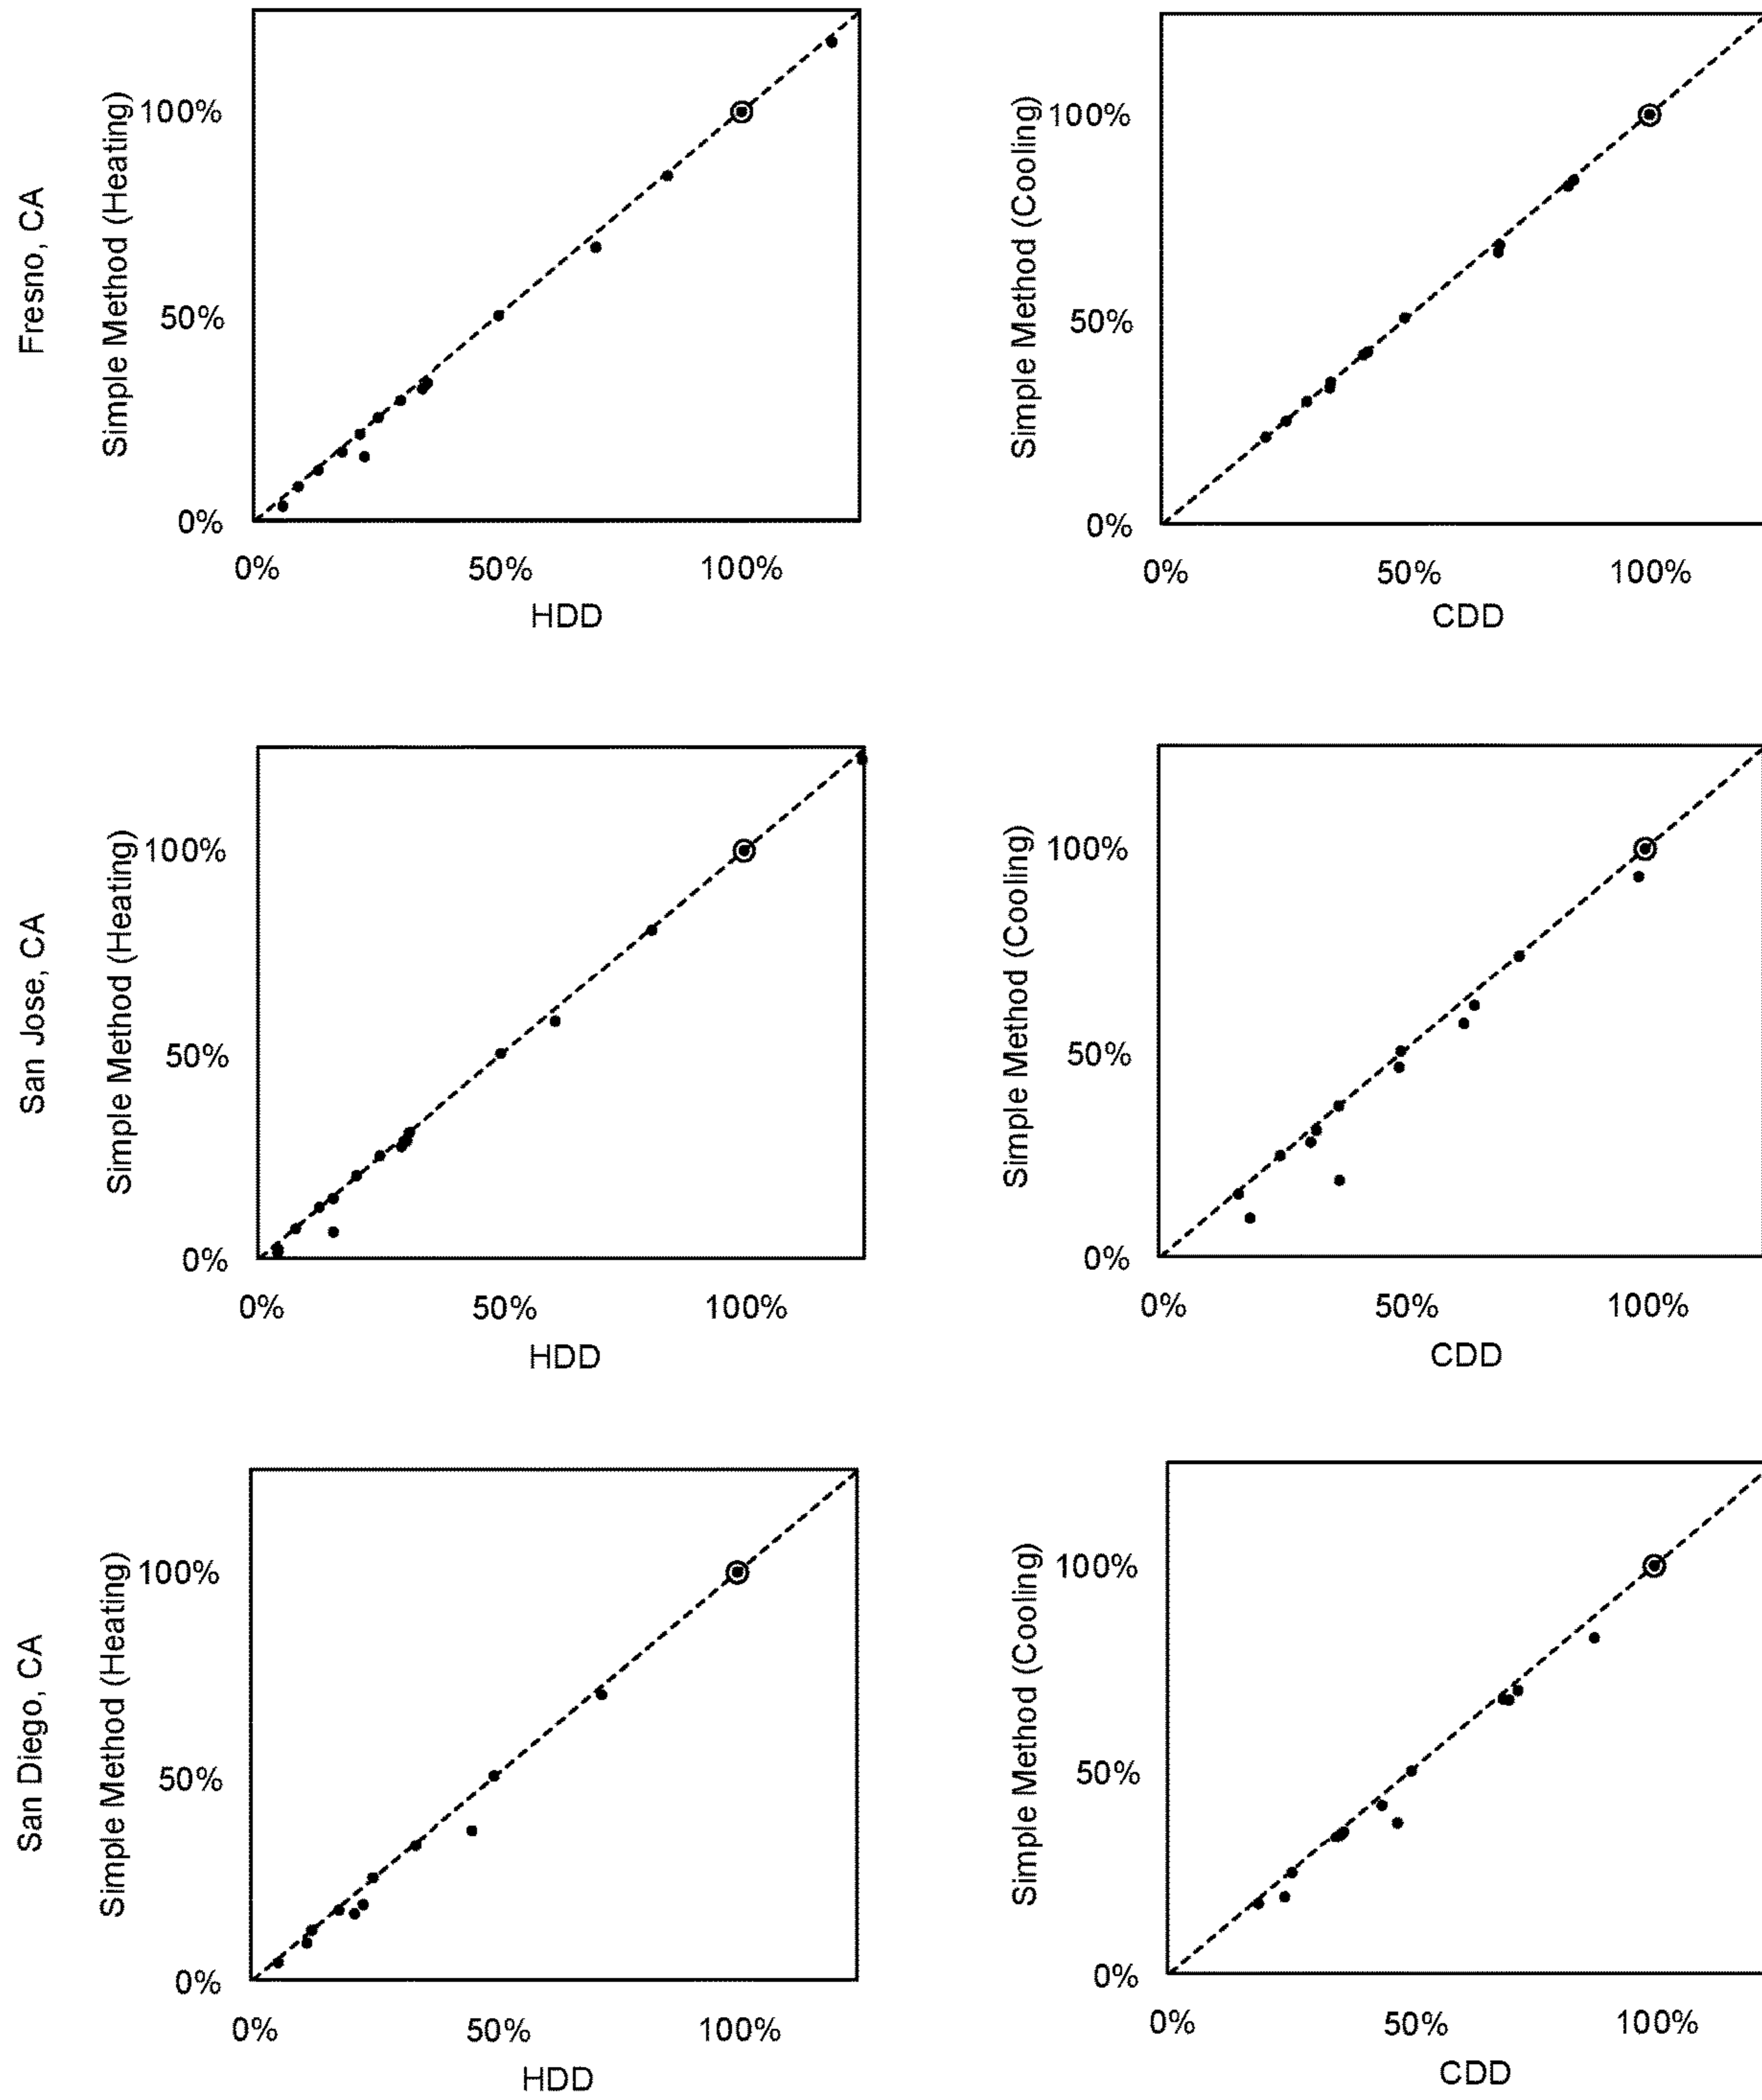 Fresno, CA
Simple Method (Heating)
100%
50%
0%
0%
50%
100%
HDD
Simple Method (Cooling)
100%
50%
0%
0%
50%
100%
CDD
San Jose, CA
Simple Method (Heating)
100%
50%
0%
0%
50%
100%
HDD
Simple Method (Cooling)
100%
50%
0%
0%
50%
100%
CDD
San Diego, CA
Simple Method (Heating)
100%
50%
0%
0%
50%
100%
HDD
Simple Method (Cooling)
100%
50%
0%
0%
50%
100%
CDD